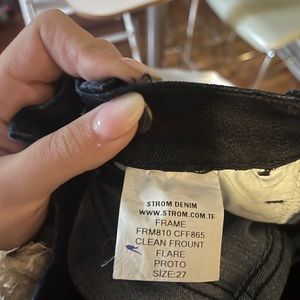 STROM DENIM
WWW.STROM.COM.TR
FRAME
FRM810 CFF865
CLEAN FROUNT
FLARE
PROTO
SIZE:27